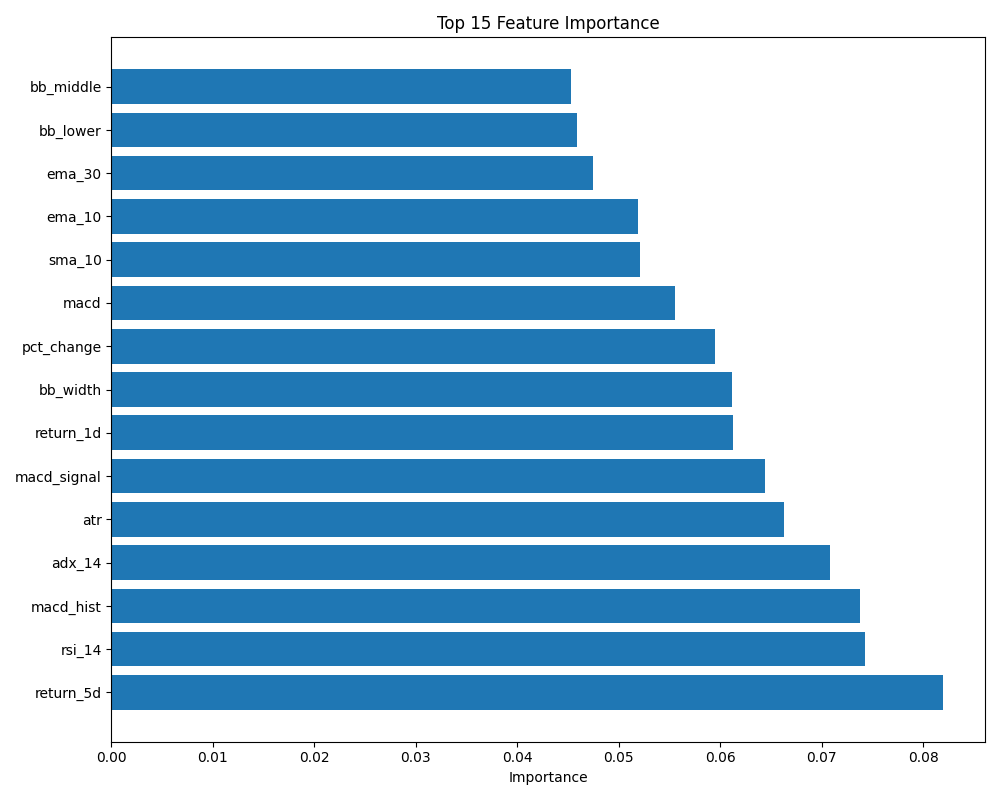 Top 15 Feature Importance
bb_middle
bb_lower
ema_30
ema_10
sma_10
macd
pct_change
bb_width
return_1d
macd_signal
atr
adx_14
macd_hist
rsi_14
return_5d
0.00 0.01 0.02 0.03 0.04 0.05 0.06 0.07 0.08
Importance